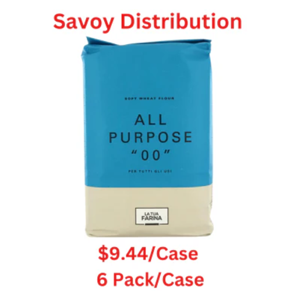 Savoy Distribution
SOFT WHEAT FLOUR
ALL
PURPOSE
"00"
PER TUTTI GLI USI
LA TUA
FARINA
$9.44/Case
6 Pack/Case